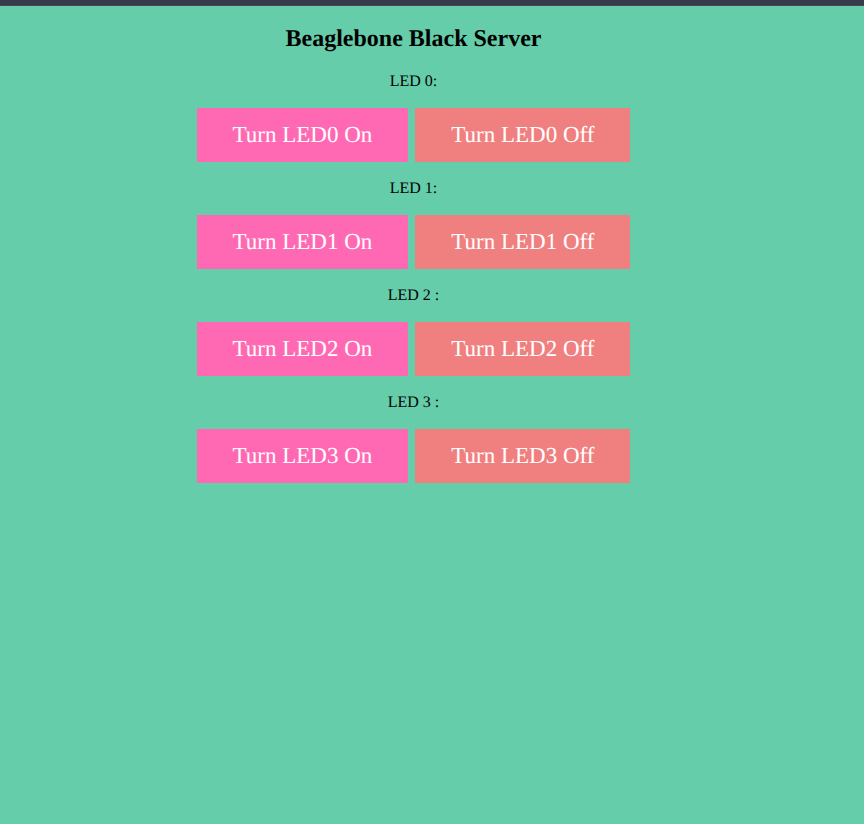 Beaglebone Black Server
LED 0:
Turn LED0 On Turn LED0 Off
LED 1:
Turn LED1 On Turn LED1 Off
LED 2 :
Turn LED2 On Turn LED2 Off
LED 3 :
Turn LED3 On Turn LED3 Off